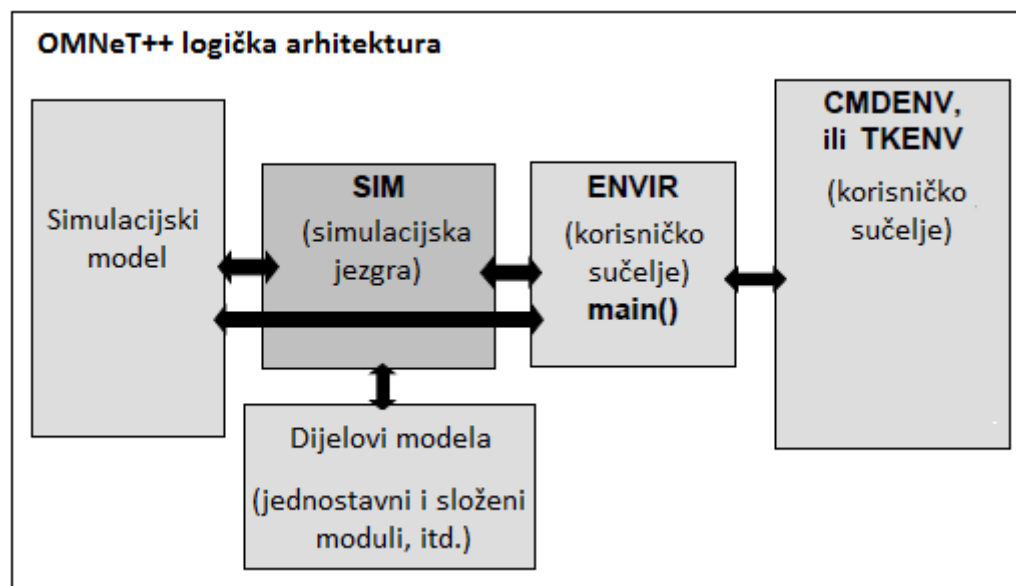 OMNeT++ logička arhitektura
Simulacijski
model
SIM
(simulacijska
jezgra)
ENVIR
(korisničko
sučelje)
main()
CMDENV,
ili TKENV
(korisničko
sučelje)
Dijelovi modela
(jednostavni i složeni
moduli, itd.)